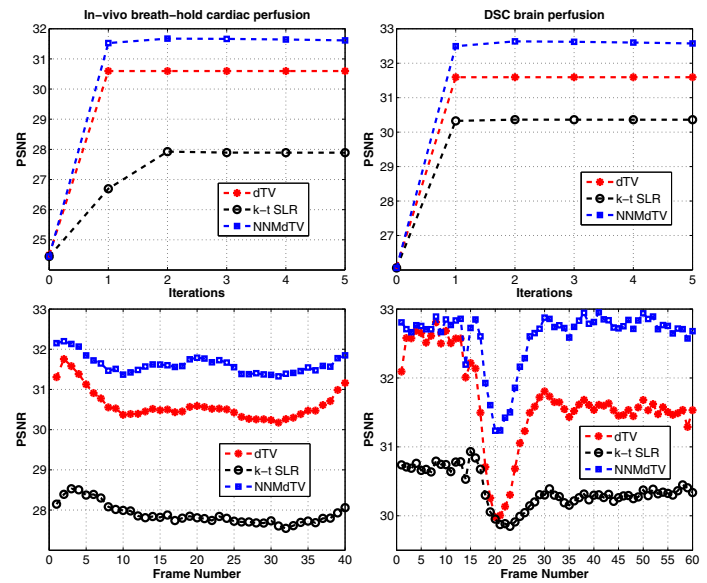 In−vivo breath−hold cardiac perfusion
32
31
30
29
28
27
26
25
PSNR
dTV
k−t SLR
NNMdTV
0 1 2 3 4 5
Iterations
DSC brain perfusion
33
32
31
30
29
28
27
26
PSNR
dTV
k−t SLR
NNMdTV
0 1 2 3 4 5
Iterations
33
32
31
30
29
28
27
PSNR
dTV
k−t SLR
NNMdTV
0 5 10 15 20 25 30 35 40
Frame Number
33
32
31
30
PSNR
dTV
k−t SLR
NNMdTV
0 5 10 15 20 25 30 35 40 45 50 55 60
Frame Number